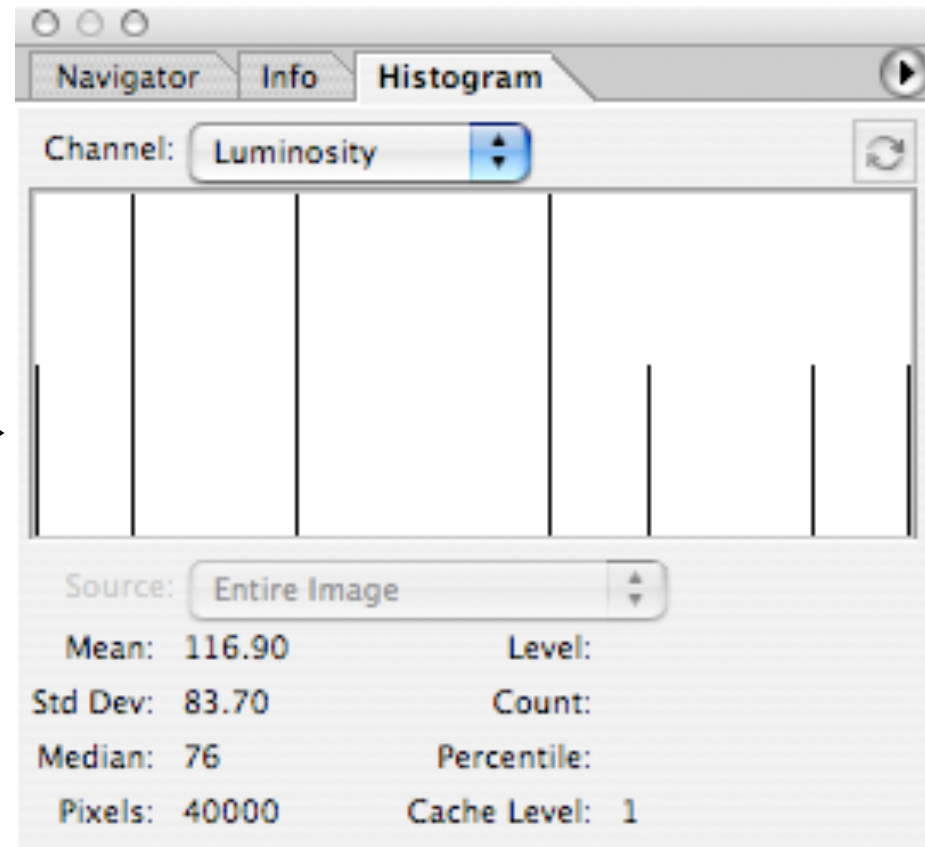 Navigator Info Histogram
Channel: Luminosity
Source: Entire Image
Mean: 116.90 Level:
Std Dev: 83.70 Count:
Median: 76 Percentile:
Pixels: 40000 Cache Level: 1